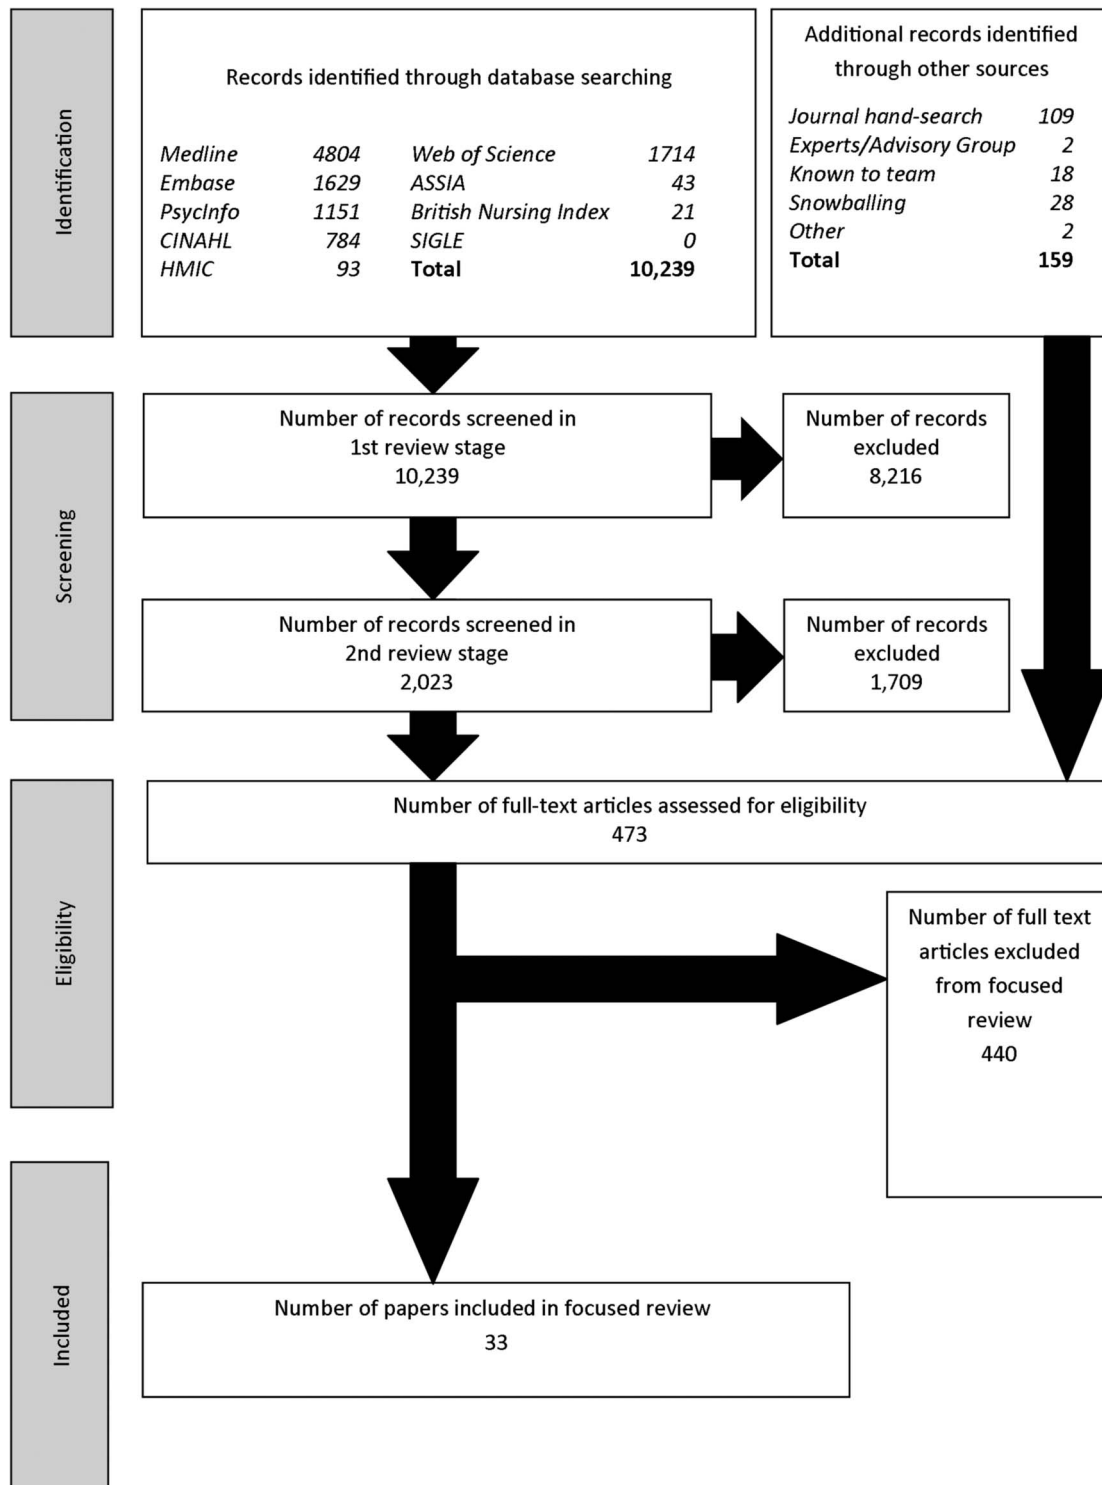 Identification
Records identified through database searching
Medline 4804 Web of Science 1714
Embase 1629 ASSIA 43
PsycInfo 1151 British Nursing Index 21
CINAHL 784 SIGLE 0
HMIC 93 Total 10,239
Additional records identified
through other sources
Journal hand-search 109
Experts/Advisory Group 2
Known to team 18
Snowballing 28
Other 2
Total 159
Screening
Number of records screened in
1st review stage
10,239
Number of records
excluded
8,216
Number of records screened in
2nd review stage
2,023
Number of records
excluded
1,709
Eligibility
Number of full-text articles assessed for eligibility
473
Number of full text
articles excluded
from focused
review
440
Included
Number of papers included in focused review
33